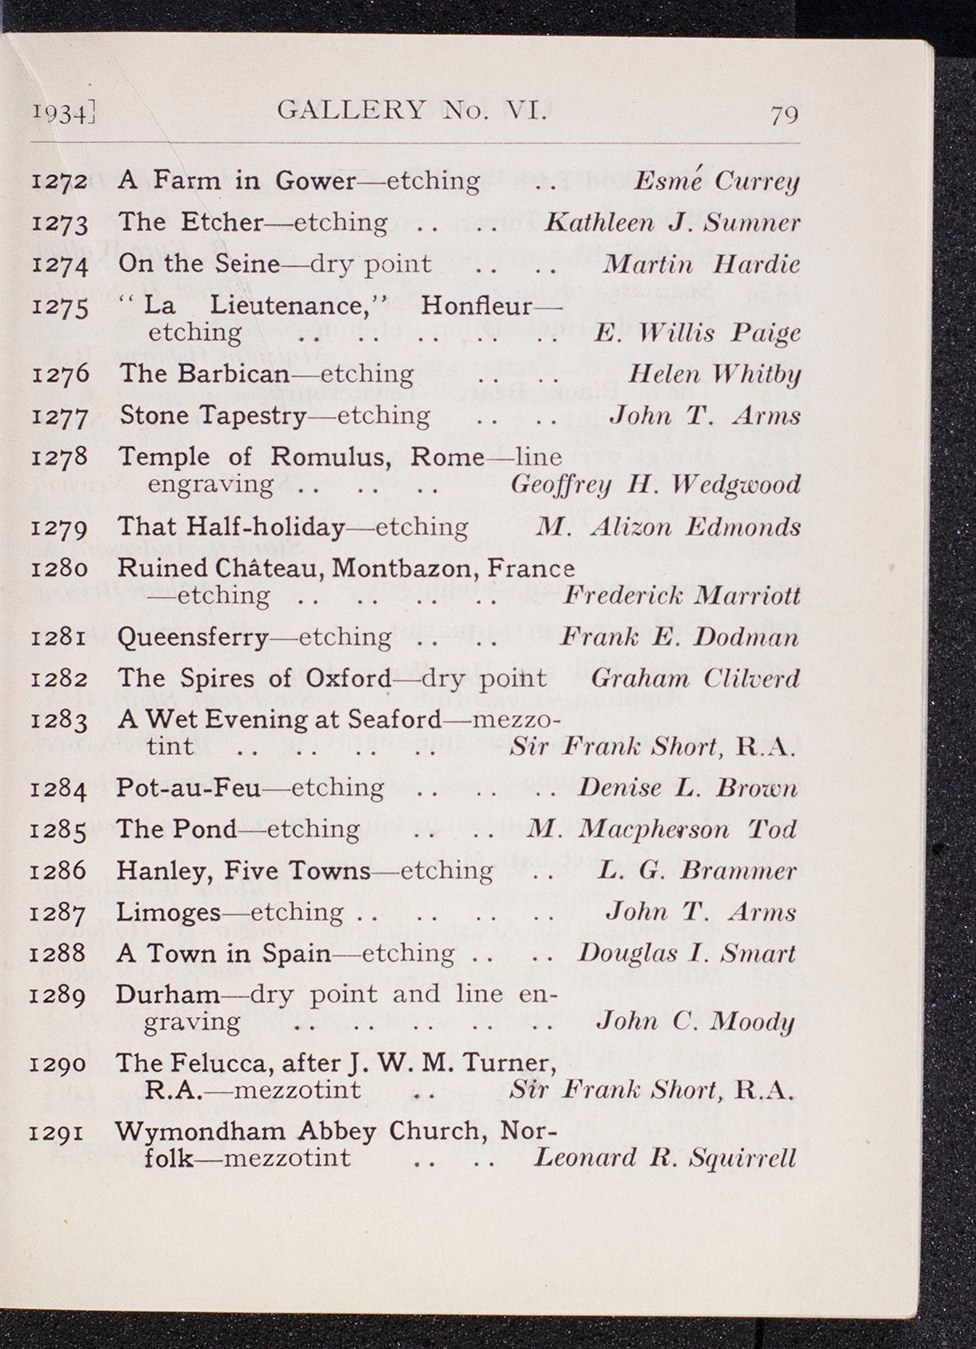 1934] GALLERY No. VI. 79
1272 A Farm in Gower—etching .. Esmé Currey
1273 The Etcher—etching .. .. Kathleen J. Sumner
1274 On the Seine—dry point .. .. Martin Hardie
1275 “ La Lieutenance,” Honfleur—
etching .. .. .. .. .. E. Willis Paige
1276 The Barbican—etching .. .. Helen Whitby
1277 Stone Tapestry—etching .. .. John T. Arms
1278 Temple of Romulus, Rome—line
engraving .. .. .. Geoffrey H. Wedgwood
1279 That Half-holiday—etching M. Alizon Edmonds
1280 Ruined Château, Montbazon, France
—etching .. .. .. .. Frederick Marriott
1281 Queensferry—etching .. .. Frank E. Dodman
1282 The Spires of Oxford—dry point Graham Clilverd
1283 A Wet Evening at Seaford—mezzo-
tint .. .. .. Sir Frank Short, R.A.
1284 Pot-au-Feu—etching .. .. .. Denise L. Brown
1285 The Pond—etching .. .. M. Macpherson Tod
1286 Hanley, Five Towns—etching .. L. G. Brammer
1287 Limoges—etching .. .. .. .. John T. Arms
1288 A Town in Spain—etching .. .. Douglas I. Smart
1289 Durham—dry point and line en-
graving .. .. .. .. .. John C. Moody
1290 The Felucca, after J. W. M. Turner,
R.A.—mezzotint .. Sir Frank Short, R.A.
1291 Wymondham Abbey Church, Nor-
folk—mezzotint .. .. Leonard R. Squirrell